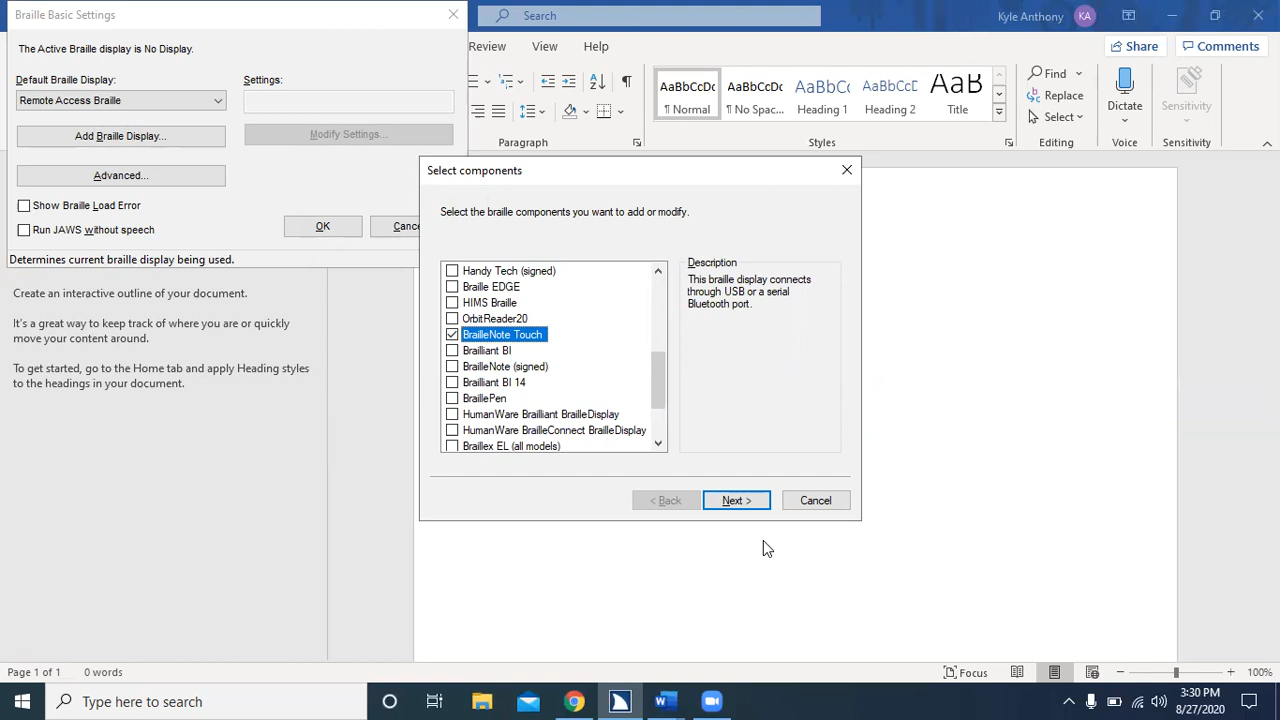 Braille Basic Settings
Search
Kyle Anthony
KA
The Active Braille display is No Display.
Review
View
Help
Share
Comments
Default Braille Display:
Settings:
Remote Access Braille
Add Braille Display...
Modify Settings...
Advanced...
Show Braille Load Error
Run JAWS without speech
OK
Cance
Determines current braille display being used.
AaBbCcDc
AaBbCcDc
AaBbCc
AaBbCcC
AaB
¶ Normal
¶ No Spac...
Heading 1
Heading 2
Title
Find
Replace
Select
Dictate
Sensitivity
Paragraph
Styles
Editing
Voice
Sensitivity
Create an interactive outline of your document.
It's a great way to keep track of where you are or quickly
move your content around.
To get started, go to the Home tab and apply Heading styles
to the headings in your document.
Select components
Select the braille components you want to add or modify.
Handy Tech (signed)
Braille EDGE
HIMS Braille
OrbitReader20
BrailleNote Touch
Brailliant BI
BrailleNote (signed)
Brailliant BI 14
BraillePen
HumanWare Brailliant BrailleDisplay
HumanWare BrailleConnect BrailleDisplay
Braillex EL (all models)
Description
This braille display connects
through USB or a serial
Bluetooth port.
< Back
Next >
Cancel
Page 1 of 1
0 words
Focus
100%
Type here to search
3:30 PM
8/27/2020